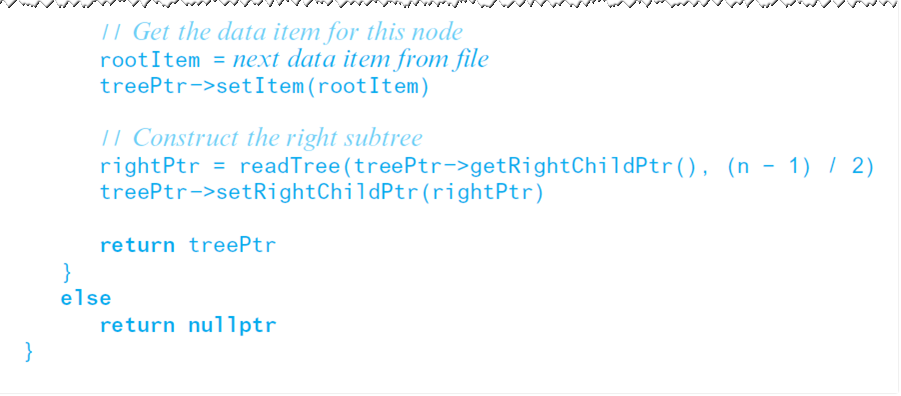 // Get the data item for this node
rootItem = next data item from file
treePtr->setItem(rootItem)
// Construct the right subtree
rightPtr = readTree(treePtr->getRightChildPtr(), (n - 1) / 2)
treePtr->setRightChildPtr(rightPtr)
return treePtr
}
else
return nullptr
}